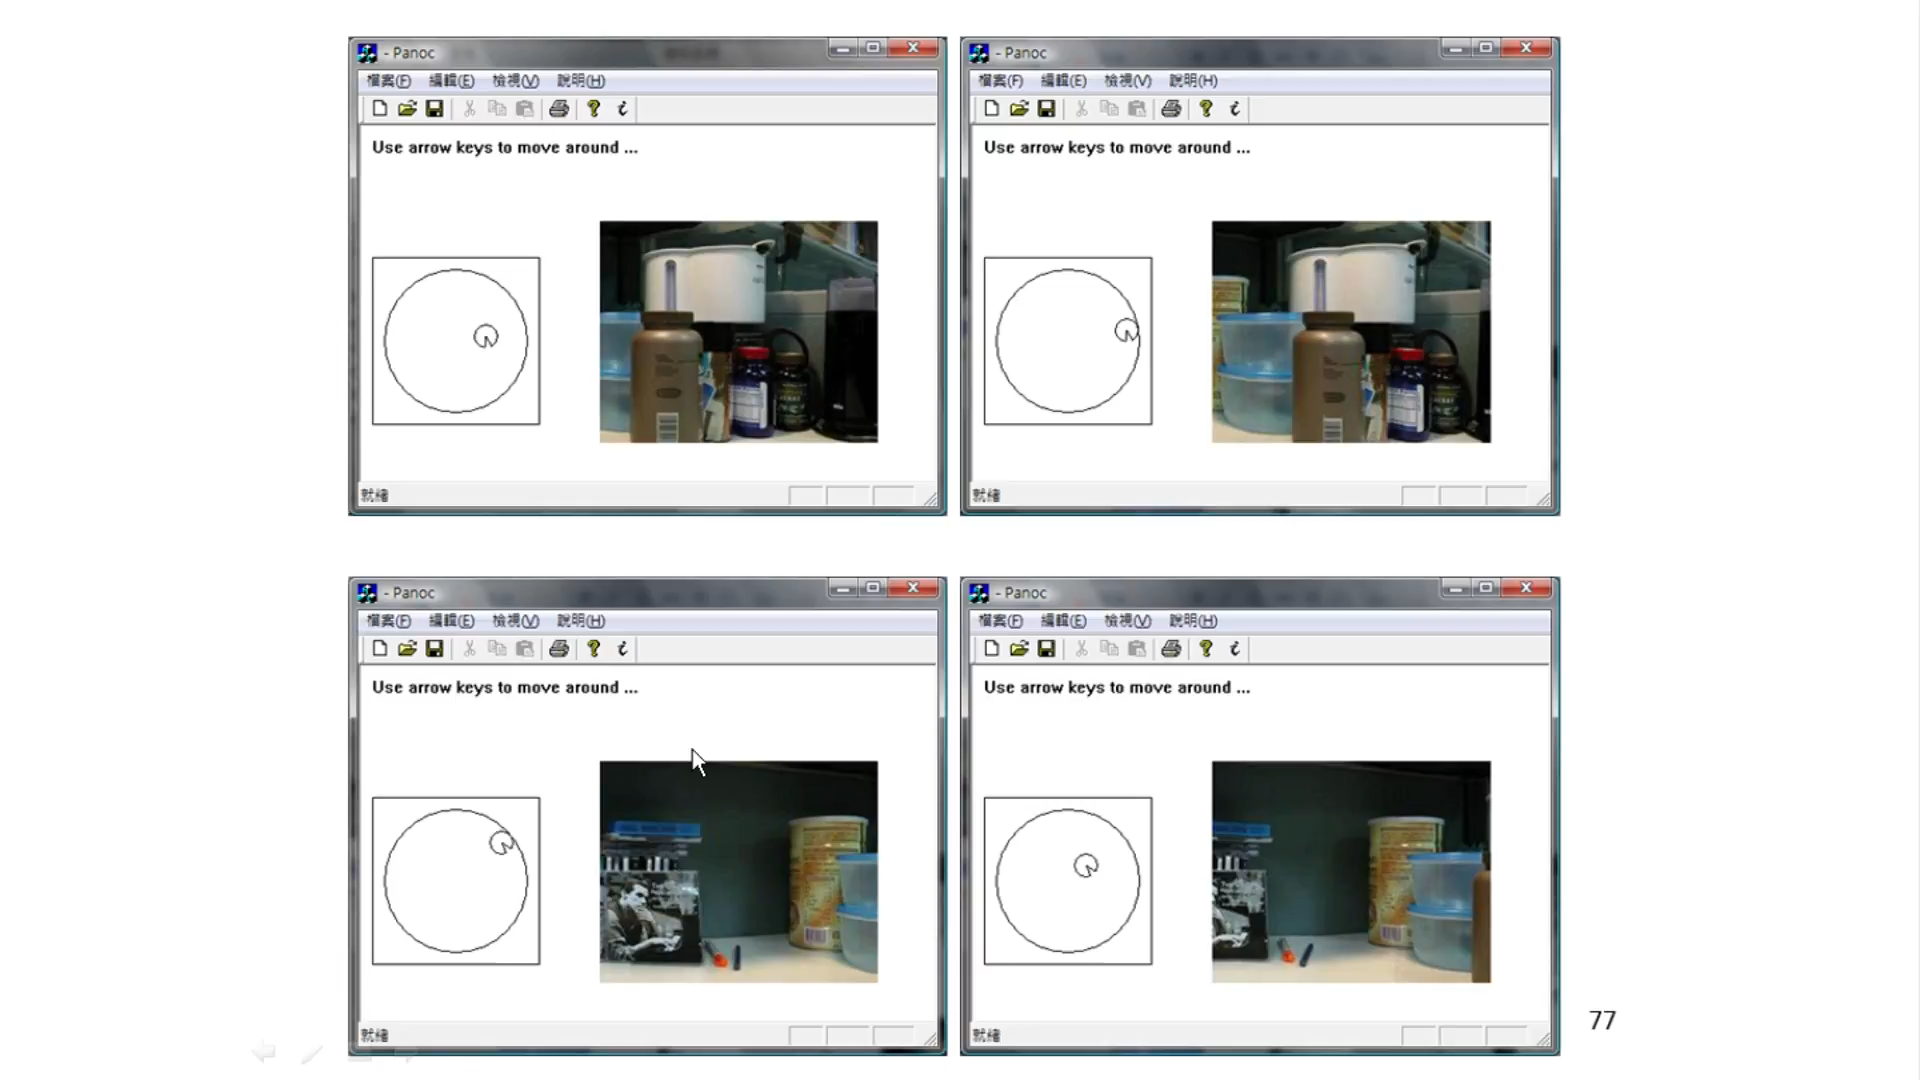 - Panoc
檔案(F) 編輯(E) 檢視(V) 說明(H)
Use arrow keys to move around ...
就緒
- Panoc
檔案(F) 編輯(E) 檢視(V) 說明(H)
Use arrow keys to move around ...
就緒
- Panoc
檔案(F) 編輯(E) 檢視(V) 說明(H)
Use arrow keys to move around ...
就緒
- Panoc
檔案(F) 編輯(E) 檢視(V) 說明(H)
Use arrow keys to move around ...
就緒
77